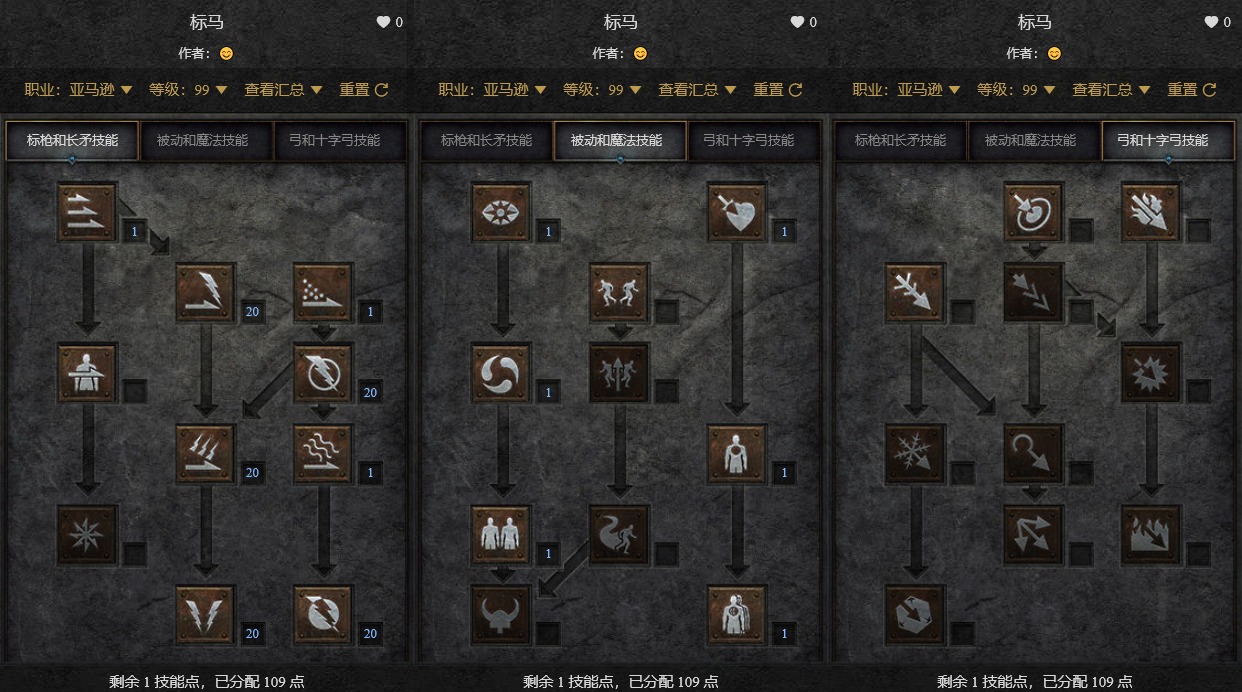 标马
0
作者：
职业：亚马逊 等级：99 查看汇总 重置
标枪和长矛技能 被动和魔法技能 弓和十字弓技能
1
20 1
20
20 1
20 20
剩余 1 技能点，已分配 109 点
标马
0
作者：
职业：亚马逊 等级：99 查看汇总 重置
标枪和长矛技能 被动和魔法技能 弓和十字弓技能
1 1
1
1
1
1
剩余 1 技能点，已分配 109 点
标马
0
作者：
职业：亚马逊 等级：99 查看汇总 重置
标枪和长矛技能 被动和魔法技能 弓和十字弓技能
剩余 1 技能点，已分配 109 点